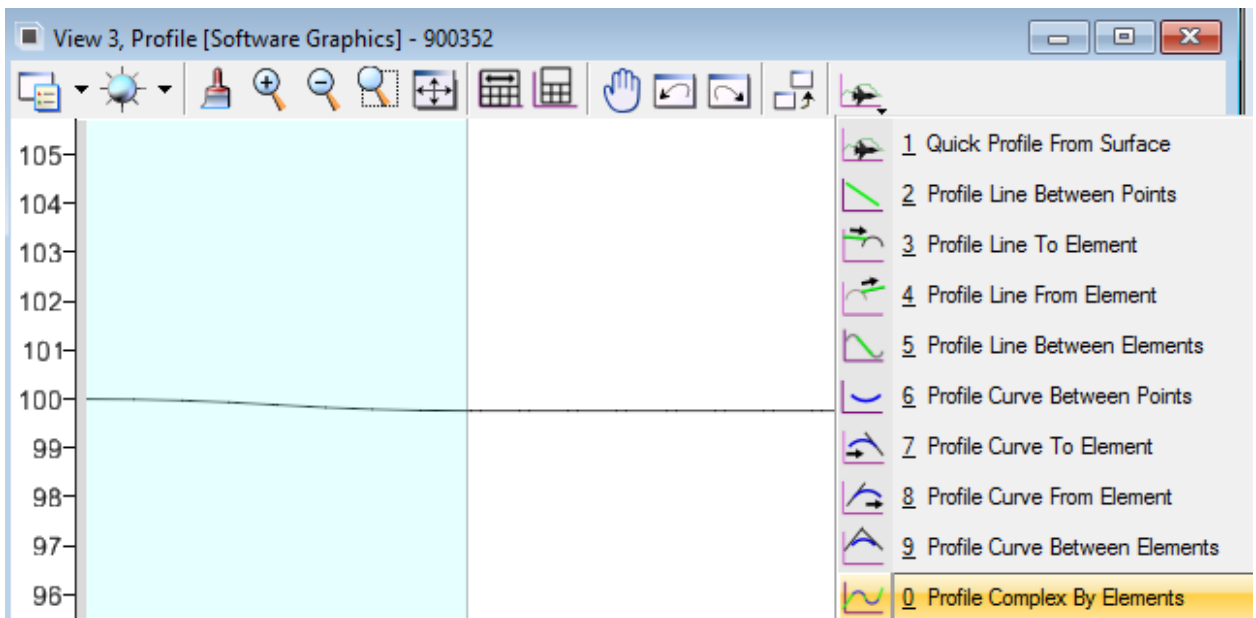 View 3, Profile [Software Graphics] - 900352
105
104
103
102
101
100
99
98
97
96
1 Quick Profile From Surface
2 Profile Line Between Points
3 Profile Line To Element
4 Profile Line From Element
5 Profile Line Between Elements
6 Profile Curve Between Points
7 Profile Curve To Element
8 Profile Curve From Element
9 Profile Curve Between Elements
0 Profile Complex By Elements